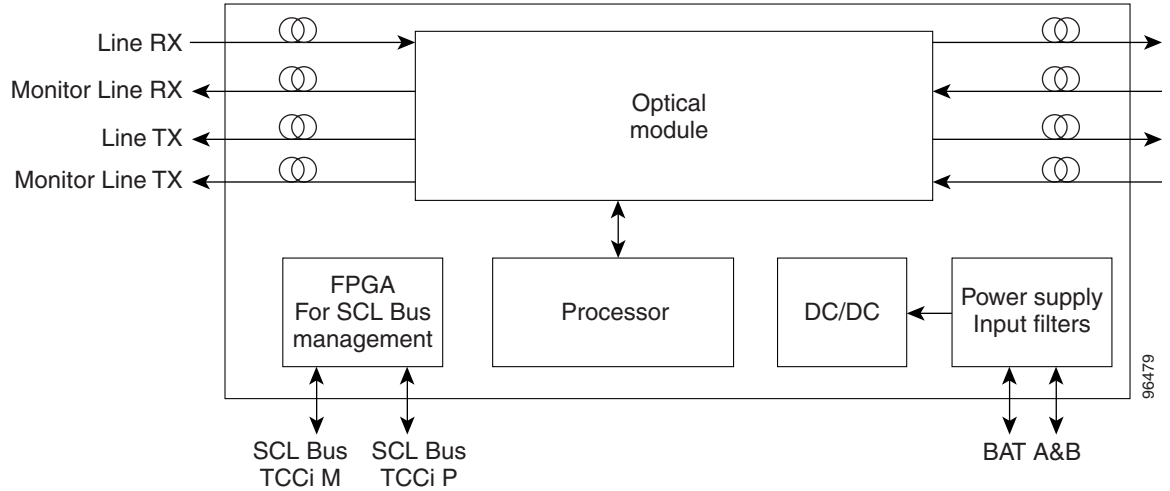 Line RX
Monitor Line RX
Line TX
Monitor Line TX
Optical
module
FPGA
For SCL Bus
management
Processor
DC/DC
Power supply
Input filters
96479
SCL Bus
TCCi M
SCL Bus
TCCi P
BAT A&B